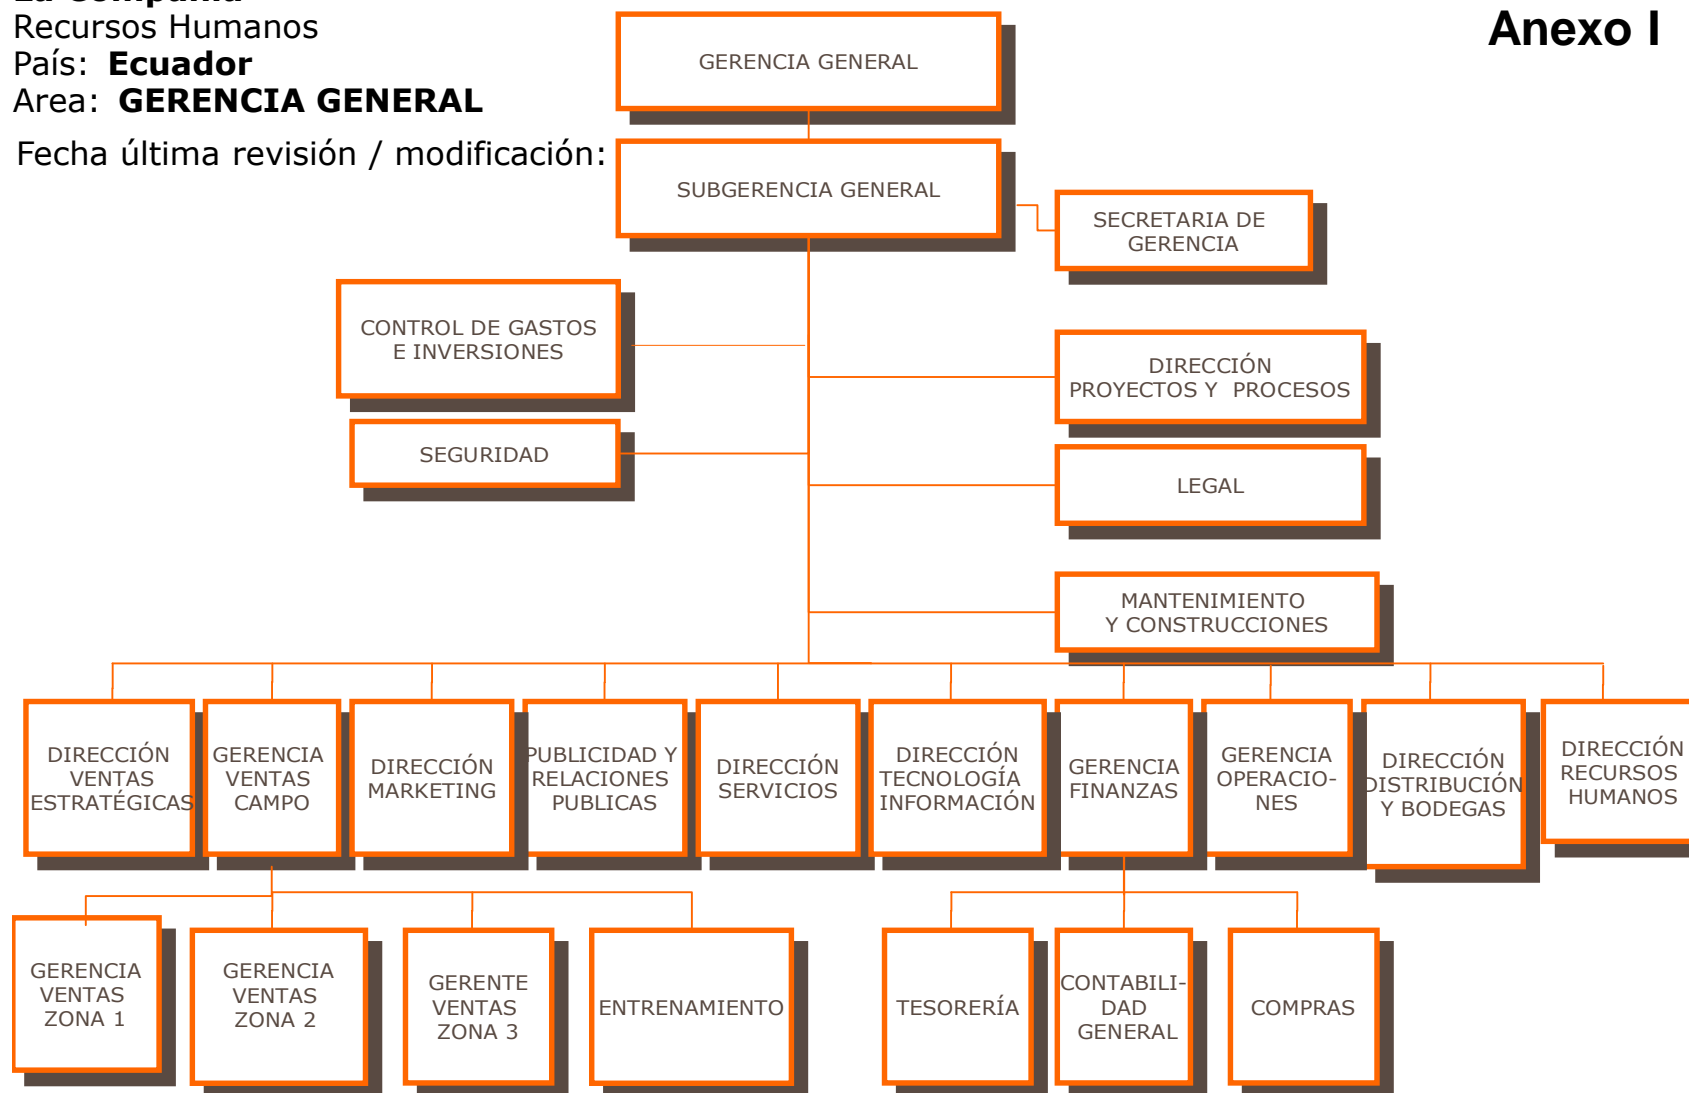 La Compañía
Recursos Humanos
País: Ecuador
Area: GERENCIA GENERAL
Fecha última revisión / modificación:
Anexo I
GERENCIA GENERAL
SUBGERENCIA GENERAL
SECRETARIA DE
GERENCIA
CONTROL DE GASTOS
E INVERSIONES
DIRECCIÓN
PROYECTOS Y PROCESOS
SEGURIDAD
LEGAL
MANTENIMIENTO
Y CONSTRUCCIONES
DIRECCIÓN
VENTAS
ESTRATÉGICAS
GERENCIA
VENTAS
CAMPO
DIRECCIÓN
MARKETING
PUBLICIDAD Y
RELACIONES
PUBLICAS
DIRECCIÓN
SERVICIOS
DIRECCIÓN
TECNOLOGÍA
INFORMACIÓN
GERENCIA
FINANZAS
GERENCIA
OPERACIO-
NES
DIRECCIÓN
DISTRIBUCIÓN
Y BODEGAS
DIRECCIÓN
RECURSOS
HUMANOS
GERENCIA
VENTAS
ZONA 1
GERENCIA
VENTAS
ZONA 2
GERENTE
VENTAS
ZONA 3
ENTRENAMIENTO
TESORERÍA
CONTABILI-
DAD
GENERAL
COMPRAS